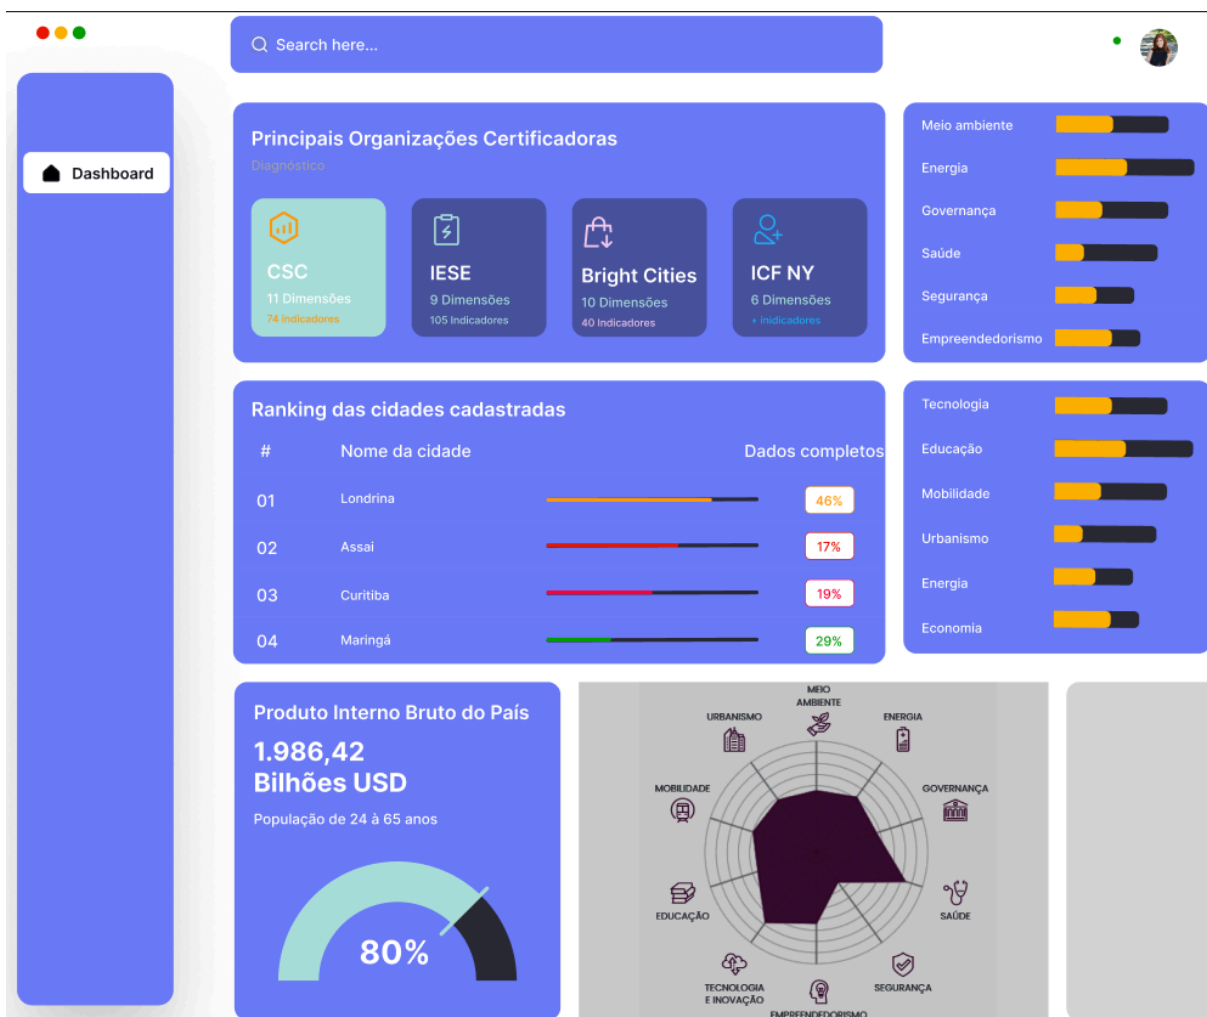 Search here...
Dashboard
Principais Organizações Certificadoras
Diagnóstico
CSC
11 Dimensões
74 indicadores
IESE
9 Dimensões
105 Indicadores
Bright Cities
10 Dimensões
40 Indicadores
ICF NY
6 Dimensões
+ inidicadores
Meio ambiente
Energia
Governança
Saúde
Segurança
Empreendedorismo
Ranking das cidades cadastradas
# Nome da cidade Dados completos
01 Londrina 46%
02 Assai 17%
03 Curitiba 19%
04 Maringá 29%
Tecnologia
Educação
Mobilidade
Urbanismo
Energia
Economia
Produto Interno Bruto do País
1.986,42
Bilhões USD
População de 24 à 65 anos
80%
MEIO
AMBIENTE
URBANISMO
ENERGIA
MOBILIDADE
GOVERNANÇA
EDUCAÇÃO
SAÚDE
TECNOLOGIA
E INOVAÇÃO
SEGURANÇA
EMPREENDEDORISMO